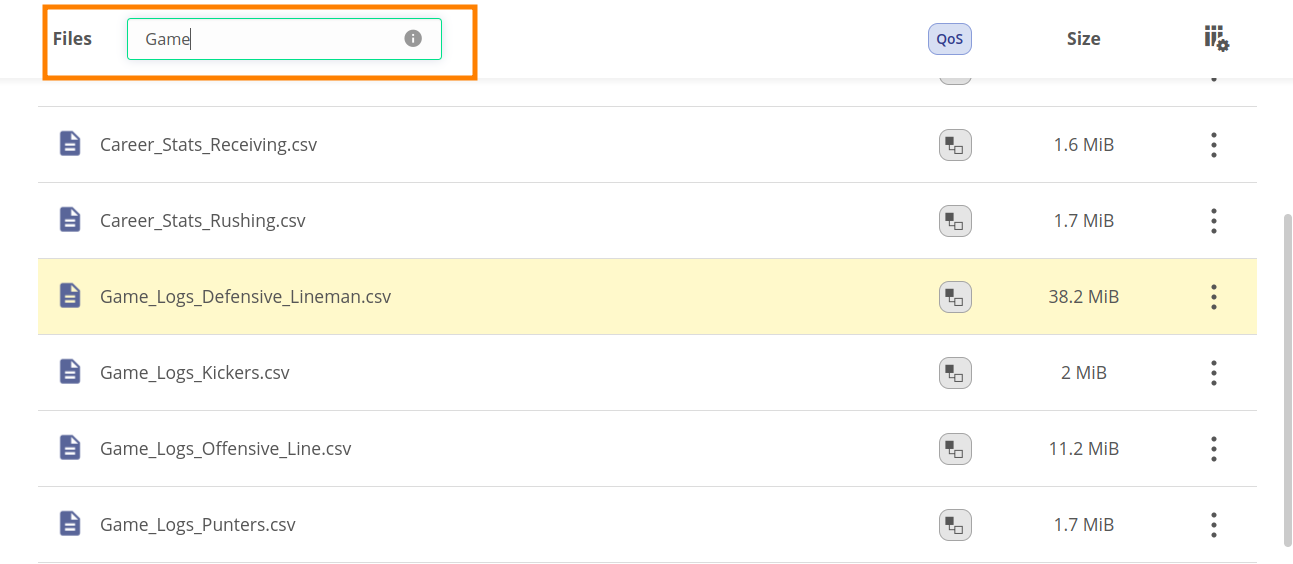 Files Game QoS Size
Career_Stats_Receiving.csv 1.6 MiB
Career_Stats_Rushing.csv 1.7 MiB
Game_Logs_Defensive_Lineman.csv 38.2 MiB
Game_Logs_Kickers.csv 2 MiB
Game_Logs_Offensive_Line.csv 11.2 MiB
Game_Logs_Punters.csv 1.7 MiB